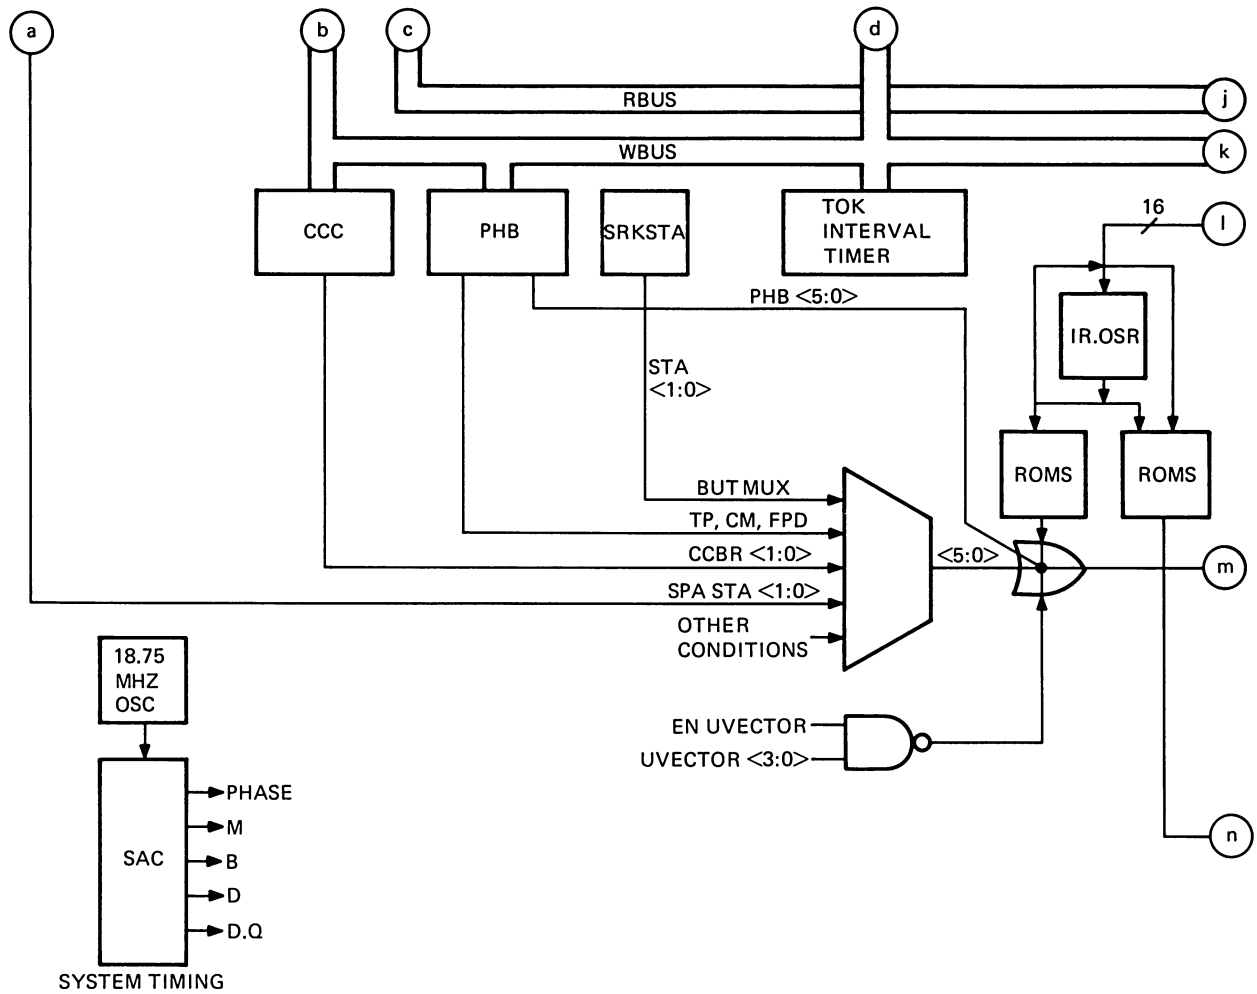 a
b
c
d
RBUS
j
WBUS
k
CCC
PHB
SRKSTA
TOK
INTERVAL
TIMER
16
l
PHB <5:0>
IR.OSR
STA
<1:0>
ROMS
ROMS
BUT MUX
TP, CM, FPD
CCBR <1:0>
<5:0>
m
SPA STA <1:0>
OTHER
CONDITIONS
18.75
MHZ
OSC
EN UVECTOR
UVECTOR <3:0>
PHASE
M
SAC
B
D
D.Q
n
SYSTEM TIMING